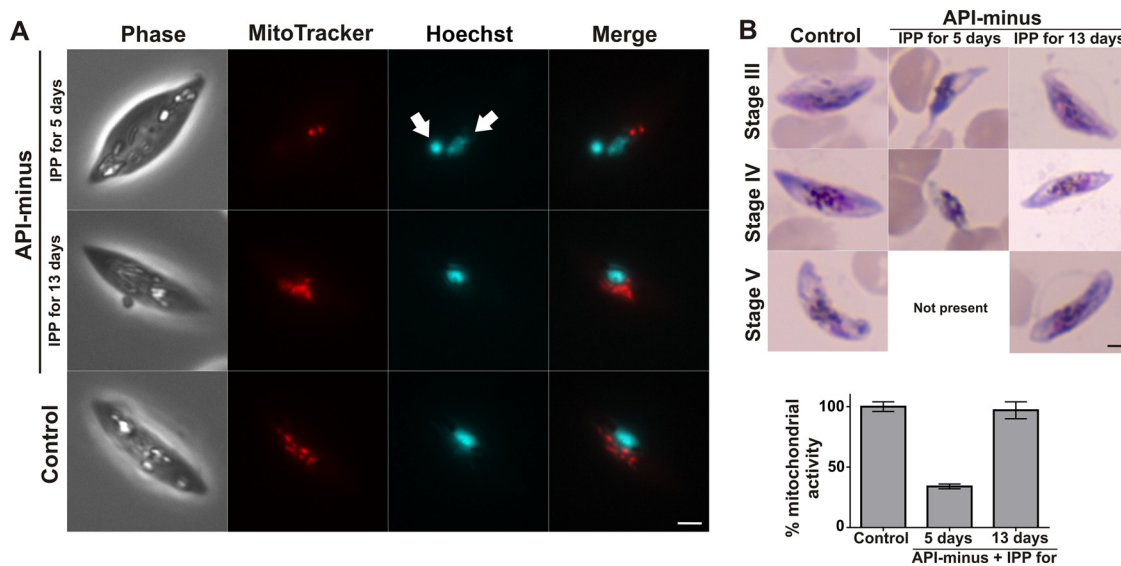 A
Phase
MitoTracker
Hoechst
Merge
API-minus
IPP for 5 days
IPP for 13 days
Control
B
Control
API-minus
IPP for 5 days
IPP for 13 days
Stage III
Stage IV
Stage V
Not present
% mitochondrial
activity
100
50
0
Control
5 days
13 days
API-minus + IPP for